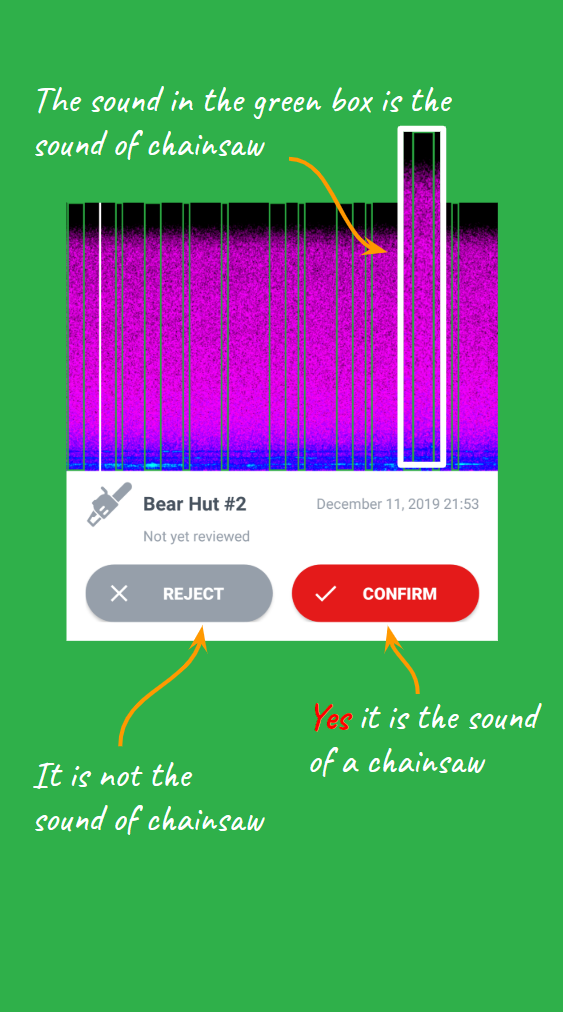 The sound in the green box is the
sound of chainsaw
Bear Hut #2
December 11, 2019 21:53
Not yet reviewed
REJECT
CONFIRM
Yes it is the sound
of a chainsaw
It is not the
sound of chainsaw